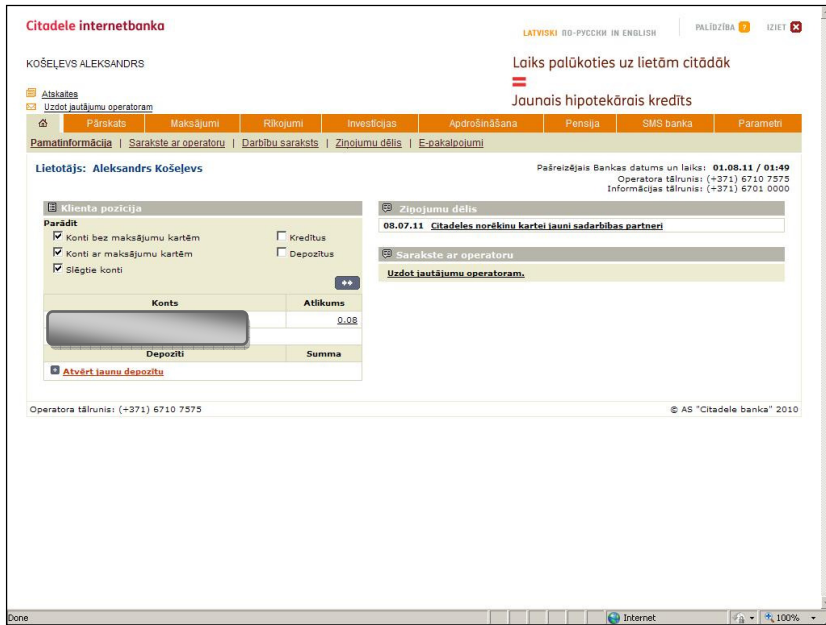 Citadele internetbanka
LATVISKI ПО-РУССКИ IN ENGLISH
PALĪDZĪBA ?
IZIET
KOŠEĻEVS ALEKSANDRS
Laiks palūkoties uz lietām citādāk
=
Jaunais hipotekārais kredīts
Atskaites
Uzdot jautājumu operatoram
Pārskats Maksājumi Rīkojumi Investīcijas Apdrošināšana Pensija SMS banka Parametri
Pamatinformācija | Sarakste ar operatoru | Darbību saraksts | Ziņojumu dēlis | E-pakalpojumi
Lietotājs: Aleksandrs Košeļevs
Pašreizējais Bankas datums un laiks: 01.08.11 / 01:49
Operatora tālrunis: (+371) 6710 7575
Informācijas tālrunis: (+371) 6701 0000
Klienta pozīcija
Parādīt
Konti bez maksājumu kartēm
Kredītus
Konti ar maksājumu kartēm
Depozītus
Slēgtie konti
Konts Atlikums
0.08
Depozīti Summa
Atvērt jaunu depozītu
Ziņojumu dēlis
08.07.11 Citadeles norēķinu kartei jauni sadarbības partneri
Sarakste ar operatoru
Uzdot jautājumu operatoram.
Operatora tālrunis: (+371) 6710 7575
© AS "Citadele banka" 2010
Done
Internet
100%